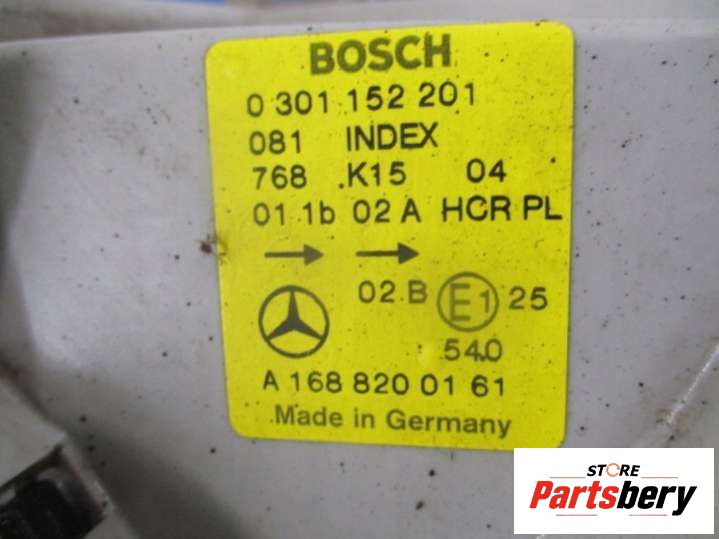 BOSCH
0 301 152 201
081 INDEX
768 .K15 04
01 1b 02 A HCR PL
02.B E1 25
540
A 168 820 01 61
Made in Germany
STORE
Partsbery